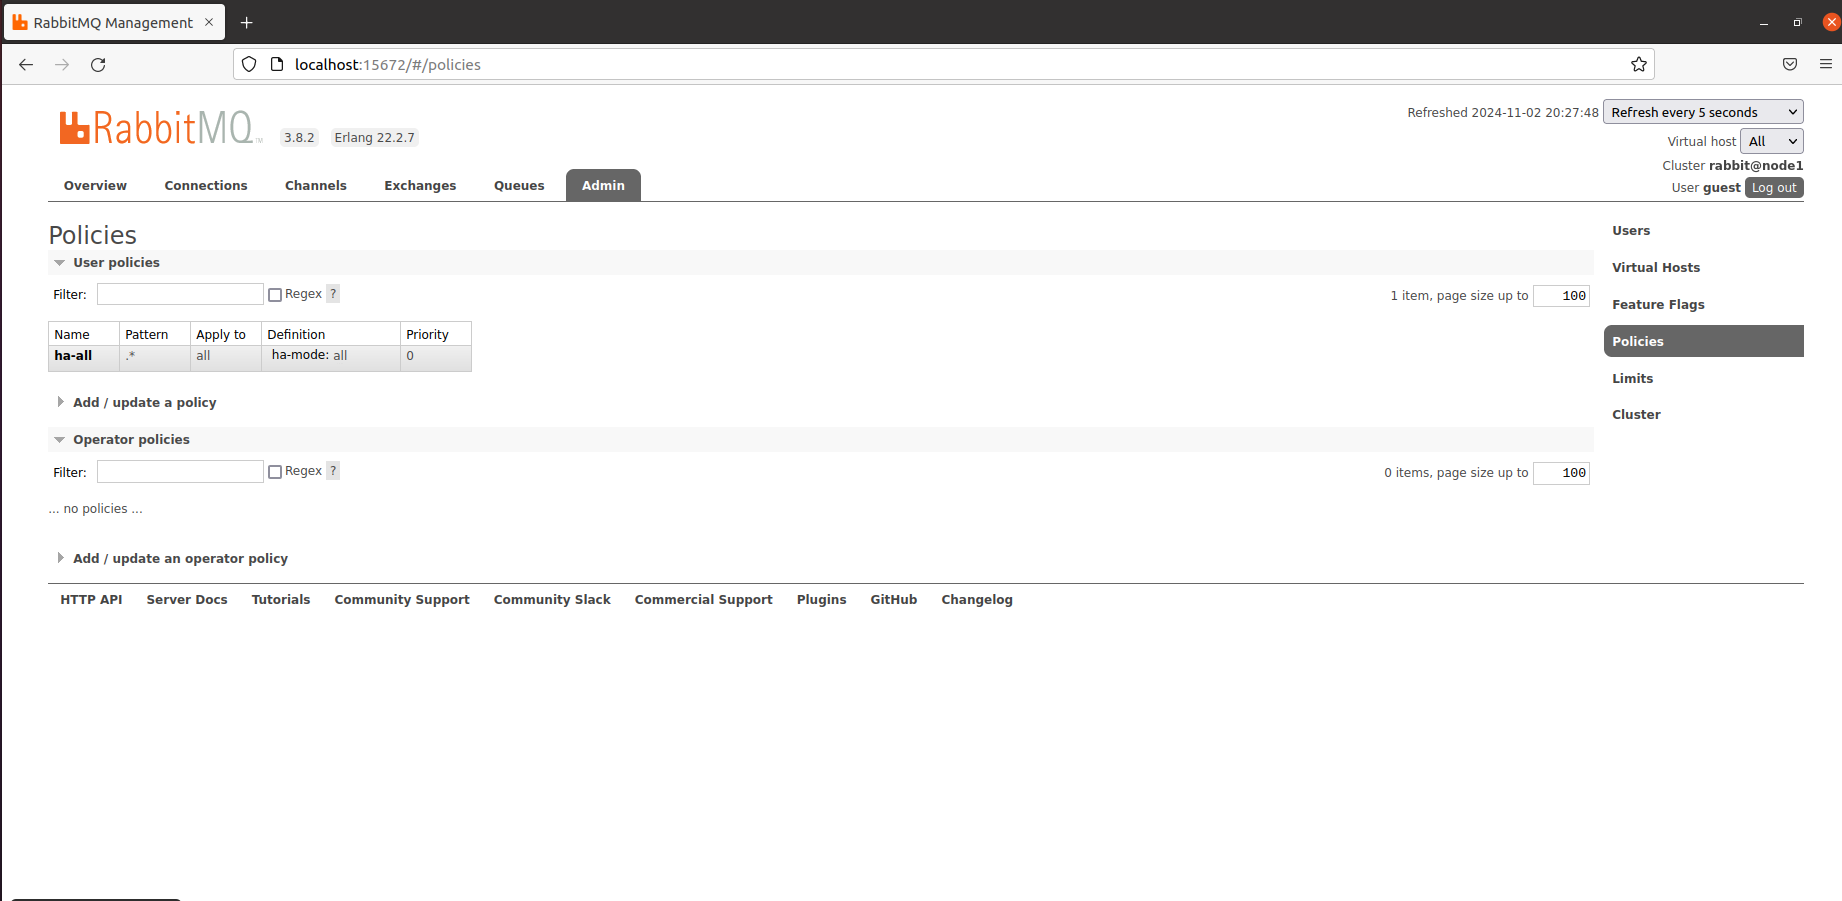 RabbitMQ Management
localhost:15672/#/policies
RabbitMQ TM 3.8.2 Erlang 22.2.7
Refreshed 2024-11-02 20:27:48 Refresh every 5 seconds
Virtual host All
Cluster rabbit@node1
User guest Log out
Overview Connections Channels Exchanges Queues Admin
Policies
User policies
Filter: Regex ? 1 item, page size up to 100
Name Pattern Apply to Definition Priority
ha-all .* all ha-mode: all 0
Add / update a policy
Operator policies
Filter: Regex ? 0 items, page size up to 100
... no policies ...
Add / update an operator policy
Users
Virtual Hosts
Feature Flags
Policies
Limits
Cluster
HTTP API Server Docs Tutorials Community Support Community Slack Commercial Support Plugins GitHub Changelog